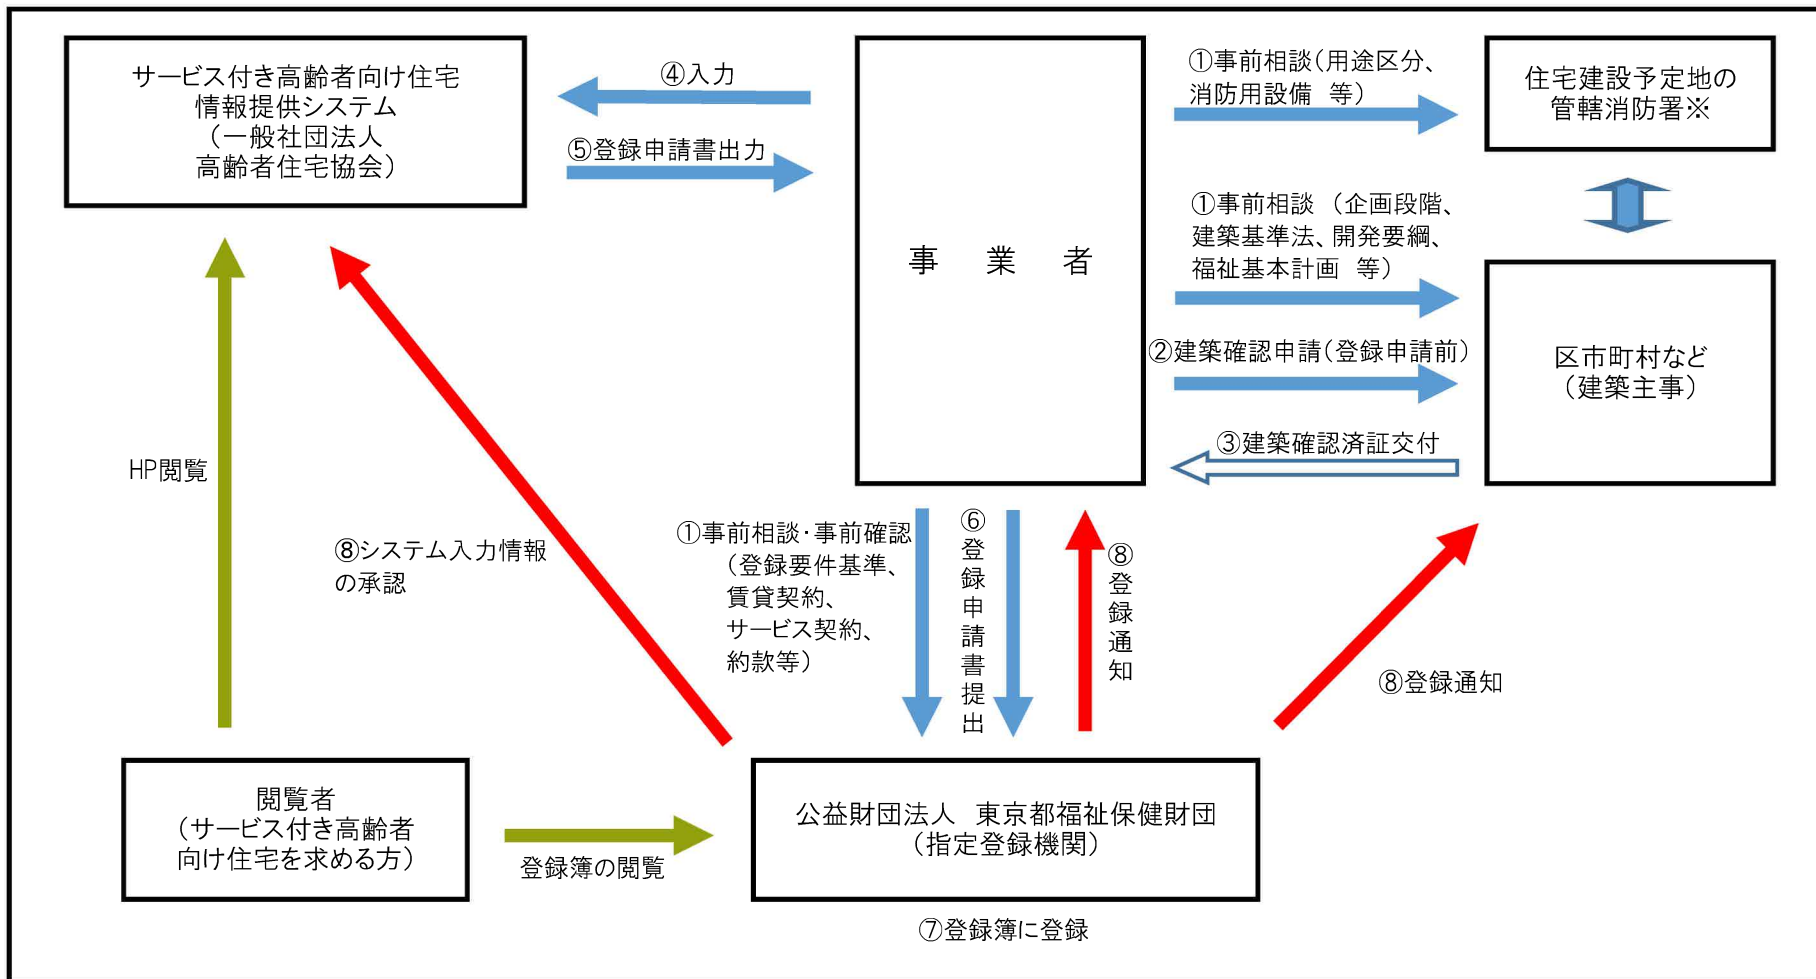 サービス付き高齢者向け住宅
情報提供システム
（一般社団法人
高齢者住宅協会）
④入力
⑤登録申請書出力
事　業　者
①事前相談（用途区分、
消防用設備　等）
住宅建設予定地の
管轄消防署※
①事前相談　（企画段階、
建築基準法、開発要綱、
福祉基本計画　等）
②建築確認申請（登録申請前）
③建築確認済証交付
区市町村など
（建築主事）
HP閲覧
⑧システム入力情報
の承認
①事前相談・事前確認
（登録要件基準、
賃貸契約、
サービス契約、
約款等）
⑥登録申請書提出
⑧登録通知
⑧登録通知
閲覧者
（サービス付き高齢者
向け住宅を求める方）
登録簿の閲覧
公益財団法人　東京都福祉保健財団
（指定登録機関）
⑦登録簿に登録